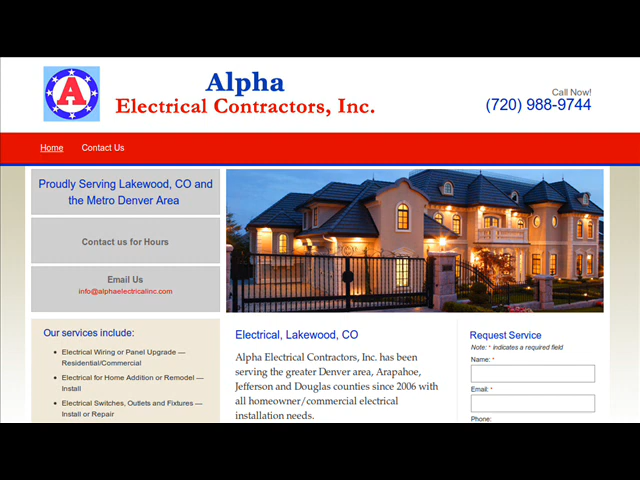 A
Alpha
Electrical Contractors, Inc.
Call Now!
(720) 988-9744
Home
Contact Us
Proudly Serving Lakewood, CO and
the Metro Denver Area
Contact us for Hours
Email Us
info@alphaelectricalinc.com
Our services include:
• Electrical Wiring or Panel Upgrade —
Residential/Commercial
• Electrical for Home Addition or Remodel —
Install
• Electrical Switches, Outlets and Fixtures —
Install or Repair
Electrical, Lakewood, CO
Alpha Electrical Contractors, Inc. has been
serving the greater Denver area, Arapahoe,
Jefferson and Douglas counties since 2006 with
all homeowner/commercial electrical
installation needs.
Request Service
Note: * indicates a required field
Name: *
Email: *
Phone: